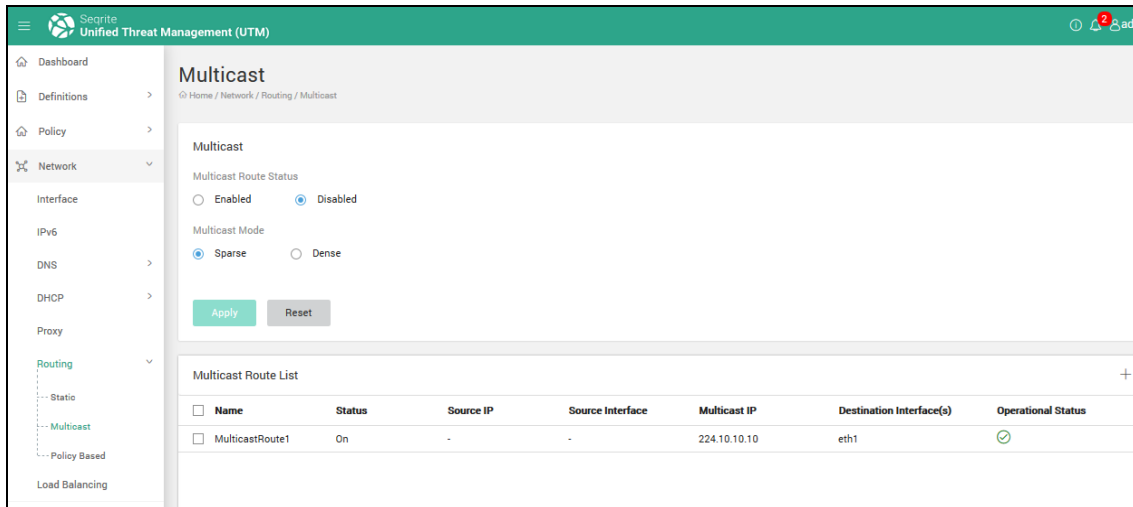 Seqrite
Unified Threat Management (UTM)
2
ad
Dashboard
Definitions
Policy
Network
Interface
IPv6
DNS
DHCP
Proxy
Routing
Static
Multicast
Policy Based
Load Balancing
Multicast
Home / Network / Routing / Multicast
Multicast
Multicast Route Status
Enabled Disabled
Multicast Mode
Sparse Dense
Apply Reset
Multicast Route List
Name Status Source IP Source Interface Multicast IP Destination Interface(s) Operational Status
MulticastRoute1 On - - 224.10.10.10 eth1